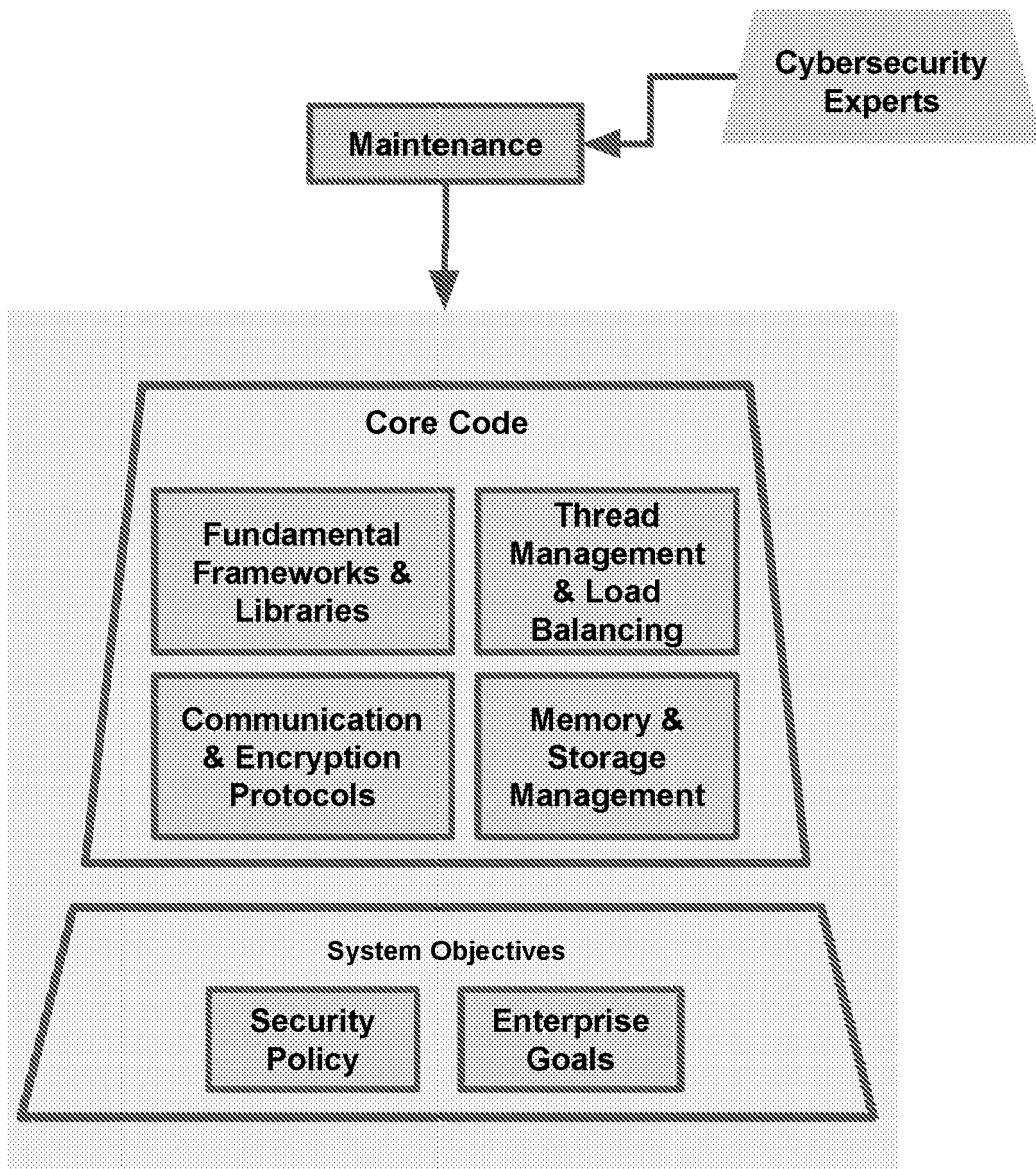 Cybersecurity
Experts
Maintenance
Core Code
Fundamental
Frameworks &
Libraries
Thread
Management
& Load
Balancing
Communication
& Encryption
Protocols
Memory &
Storage
Management
System Objectives
Security
Policy
Enterprise
Goals